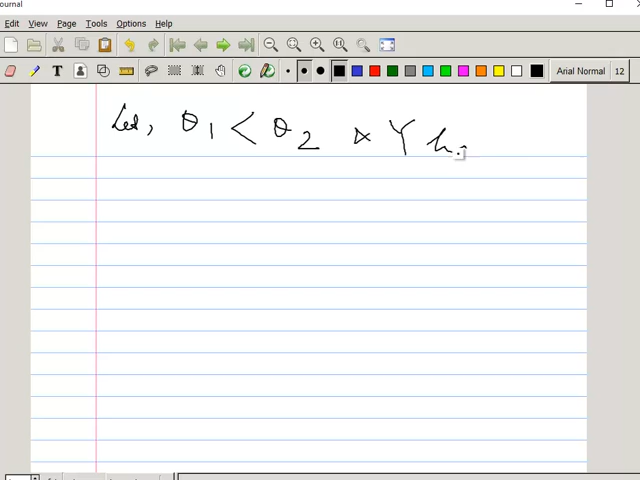 ournal
Edit View Page Tools Options Help
T Arial Normal 12
Let, θ1 < θ2 & Y h